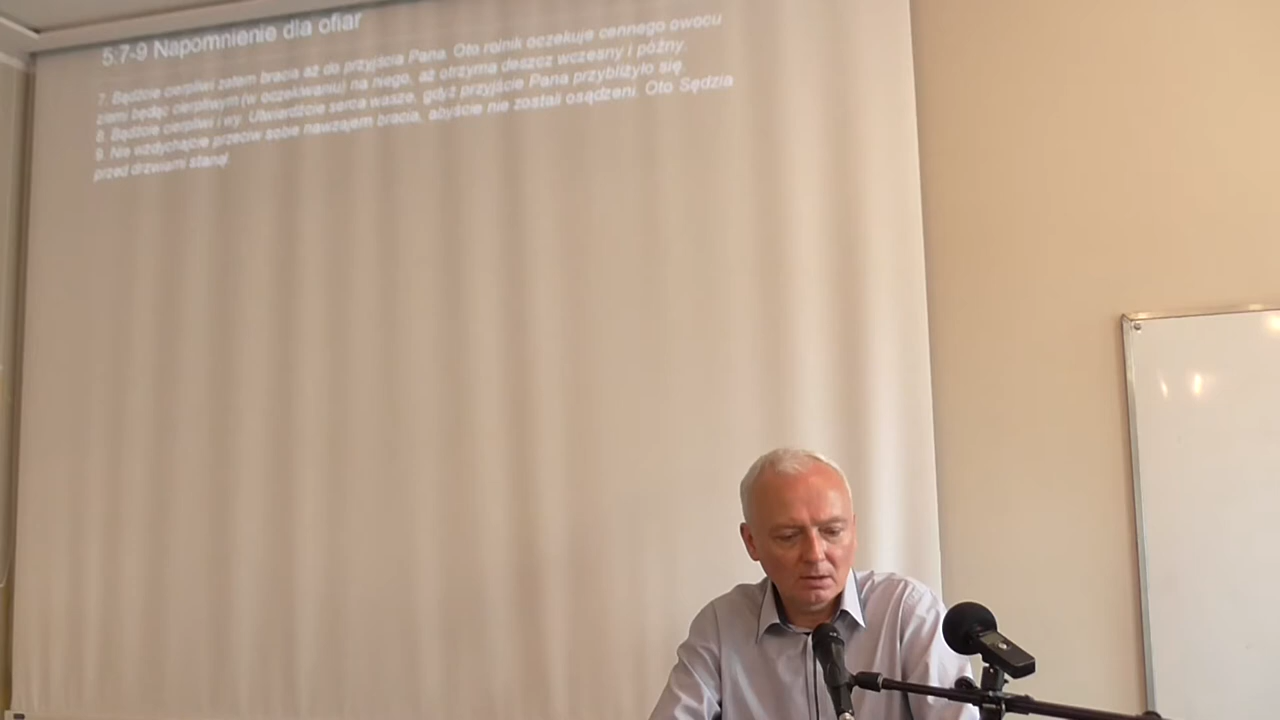 5:7-9 Napomnienie dla ofiar
7. Będźcie cierpliwi zatem bracia aż do przyjścia Pana. Oto rolnik oczekuje cennego owocu
ziemi będąc cierpliwym (w oczekiwaniu) na niego, aż otrzyma deszcz wczesny i późny.
8. Bądźcie cierpliwi i wy. Utwierdźcie serca wasze, gdyż przyjście Pana przybliżyło się.
9. Nie wzdychajcie przeciw sobie nawzajem bracia, abyście nie zostali osądzeni. Oto Sędzia
przed drzwiami stanął.